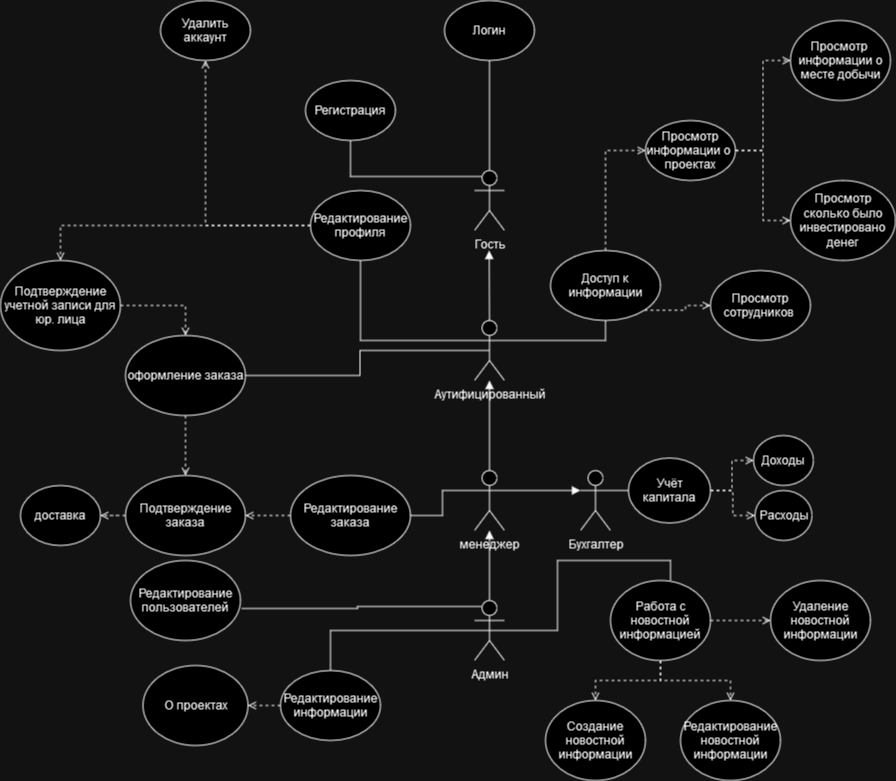 Удалить
аккаунт
Логин
Просмотр
информации о
месте добычи
Регистрация
Просмотр
информации о
проектах
Редактирование
профиля
Просмотр
сколько было
инвестировано
денег
Гость
Подтверждение
учетной записи для
юр. лица
Доступ к
информации
Просмотр
сотрудников
оформление заказа
Аутифицированный
Доходы
Учёт
капитала
доставка
Подтверждение
заказа
Редактирование
заказа
Расходы
менеджер
Бухгалтер
Редактирование
пользователей
Работа с
новостной
информацией
Удаление
новостной
информации
Админ
О проектах
Редактирование
информации
Создание
новостной
информации
Редактирование
новостной
информации